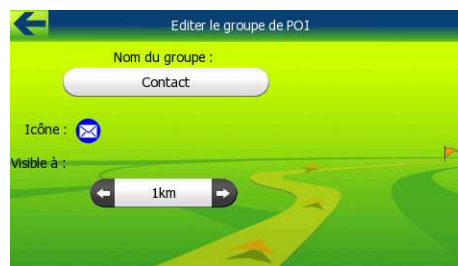 Editer le groupe de POI
Nom du groupe :
Contact
Icône :
Visible à :
1km